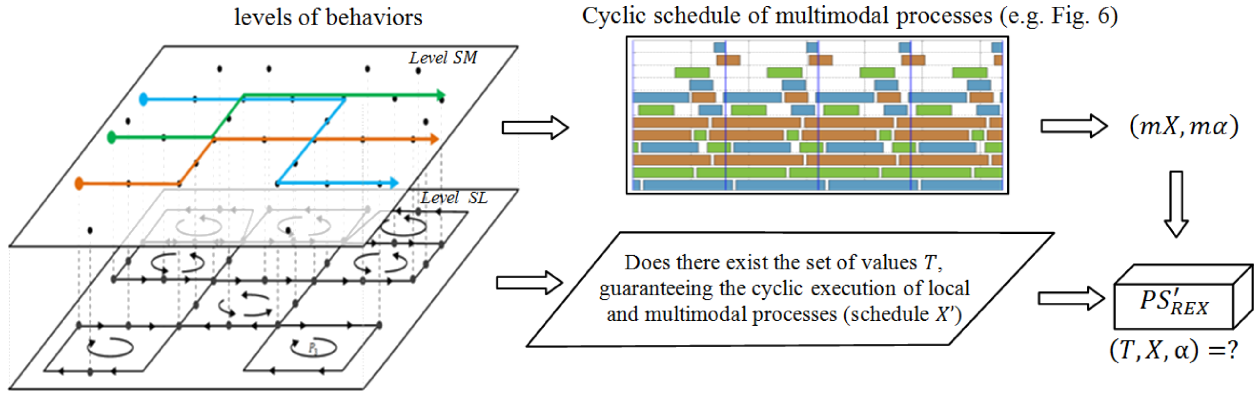 levels of behaviors
Cyclic schedule of multimodal processes (e.g. Fig. 6)
Level SM
(mX, mα)
Level SL
Does there exist the set of values T,
guaranteeing the cyclic execution of local
and multimodal processes (schedule X')
PS'REX
(T, X, α) =?
P1